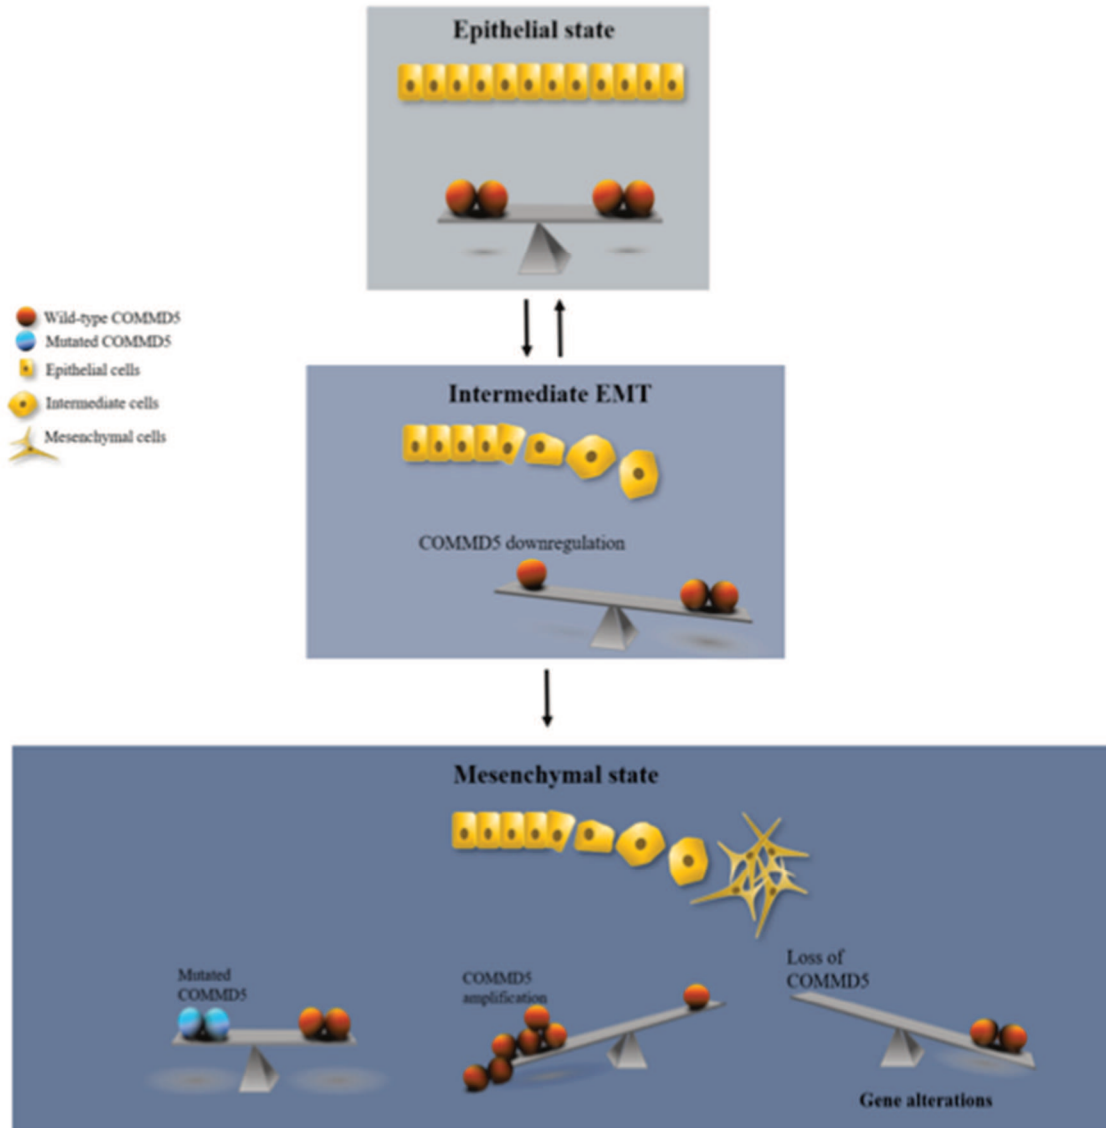 Epithelial state
Wild-type COMMD5
Mutated COMMD5
Epithelial cells
Intermediate cells
Mesenchymal cells
Intermediate EMT
COMMD5 downregulation
Mesenchymal state
Mutated
COMMD5
COMMD5
amplification
Loss of
COMMD5
Gene alterations